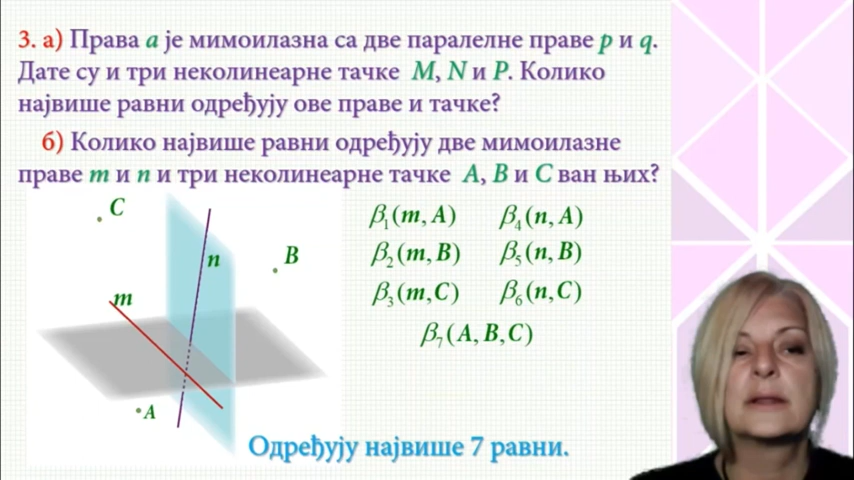 3. а) Права a је мимоилазна са две паралелне праве p и q.
Дате су и три неколинеарне тачке M, N и P. Колико
највише равни одређују ове праве и тачке?
б) Колико највише равни одређују две мимоилазне
праве m и n и три неколинеарне тачке A, B и C ван њих?
C
n
B
m
A
β₁(m, A) β₄(n, A)
β₂(m, B) β₅(n, B)
β₃(m,C) β₆(n,C)
β₇(A, B,C)
Одређују највише 7 равни.